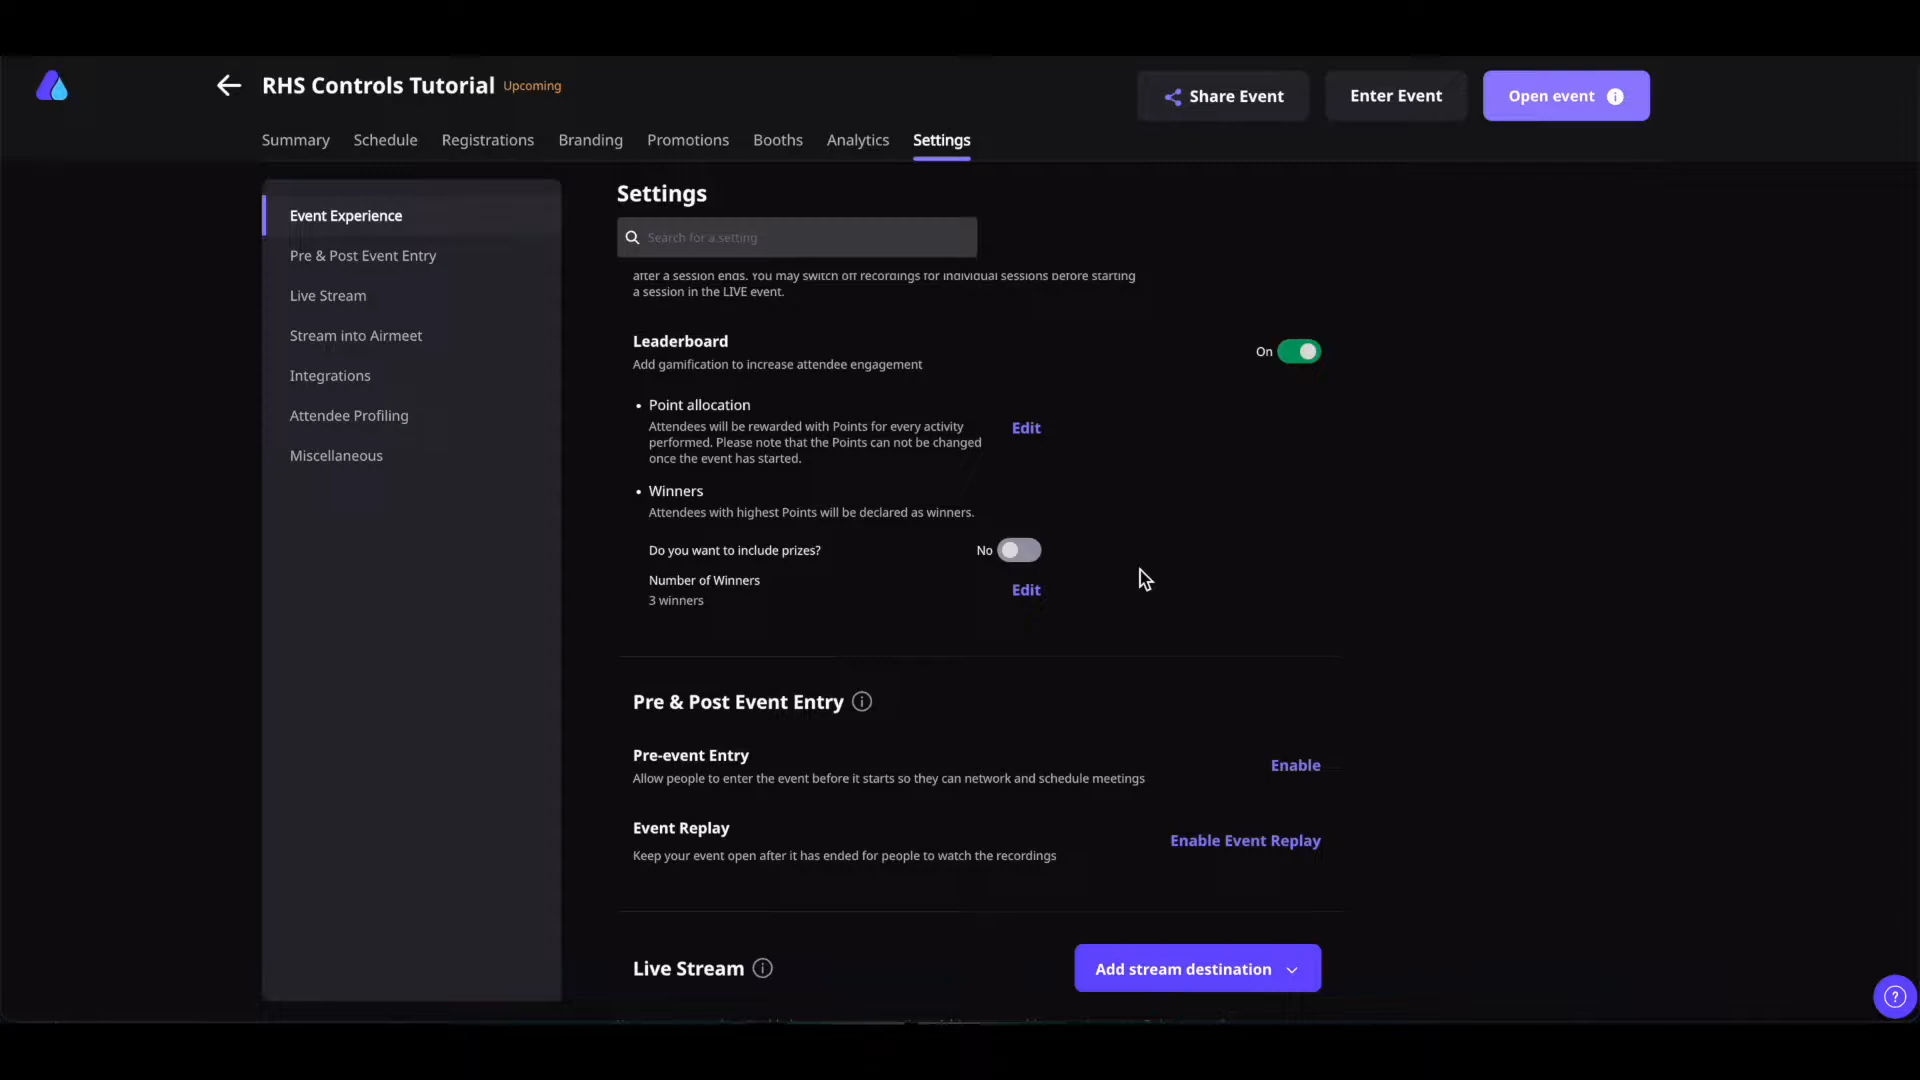 RHS Controls Tutorial Upcoming
Share Event
Enter Event
Open event
Summary
Schedule
Registrations
Branding
Promotions
Booths
Analytics
Settings
Event Experience
Pre & Post Event Entry
Live Stream
Stream into Airmeet
Integrations
Attendee Profiling
Miscellaneous
Settings
Search for a setting
after a session ends. You may switch off recordings for individual sessions before starting
a session in the LIVE event.
Leaderboard
Add gamification to increase attendee engagement
On
• Point allocation
Attendees will be rewarded with Points for every activity
performed. Please note that the Points can not be changed
once the event has started.
Edit
• Winners
Attendees with highest Points will be declared as winners.
Do you want to include prizes?
No
Number of Winners
3 winners
Edit
Pre & Post Event Entry
Pre-event Entry
Allow people to enter the event before it starts so they can network and schedule meetings
Enable
Event Replay
Keep your event open after it has ended for people to watch the recordings
Enable Event Replay
Live Stream
Add stream destination